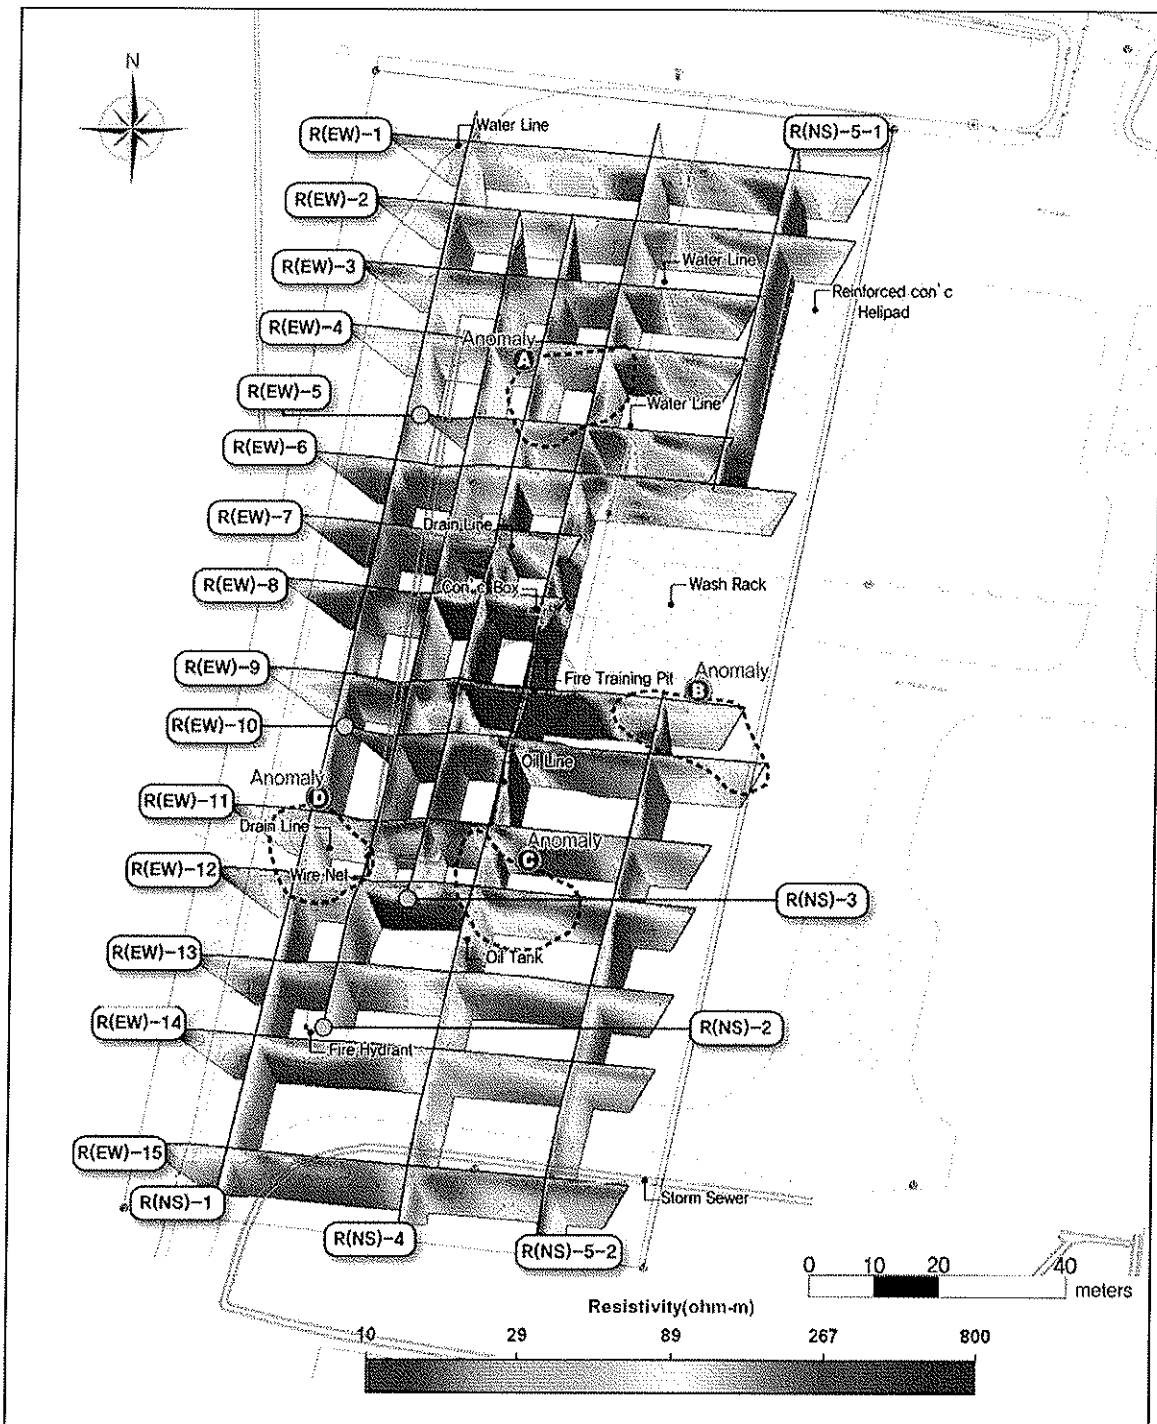 N
R(EW)-1
Water Line
R(NS)-5-1
R(EW)-2
R(EW)-3
Water Line
Reinforced con'c
Helipad
R(EW)-4
Anomaly
A
R(EW)-5
Water Line
R(EW)-6
R(EW)-7
Drain Line
R(EW)-8
Con'c Box
Wash Rack
R(EW)-9
Fire Training Pit
Anomaly
B
R(EW)-10
Oil Line
Anomaly
D
R(EW)-11
Drain Line
Anomaly
C
R(EW)-12
Wire Net
R(NS)-3
R(EW)-13
Oil Tank
R(EW)-14
R(NS)-2
Fire Hydrant
R(EW)-15
R(NS)-1
Storm Sewer
R(NS)-4
R(NS)-5-2
0 10 20 40
meters
Resistivity(ohm-m)
10 29 89 267 800